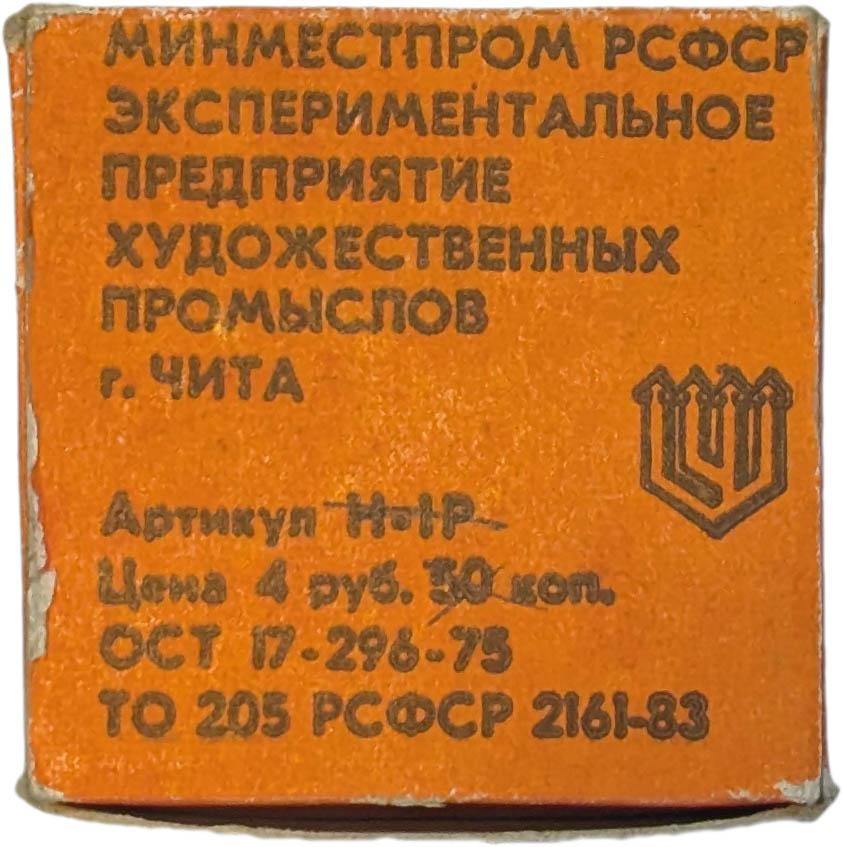 МИНМЕСТПРОМ РСФСР
ЭКСПЕРИМЕНТАЛЬНОЕ
ПРЕДПРИЯТИЕ
ХУДОЖЕСТВЕННЫХ
ПРОМЫСЛОВ
г. ЧИТА
Артикул Н-1Р
Цена 4 руб. 50 коп.
ОСТ 17-296-75
ТО 205 РСФСР 2161-83